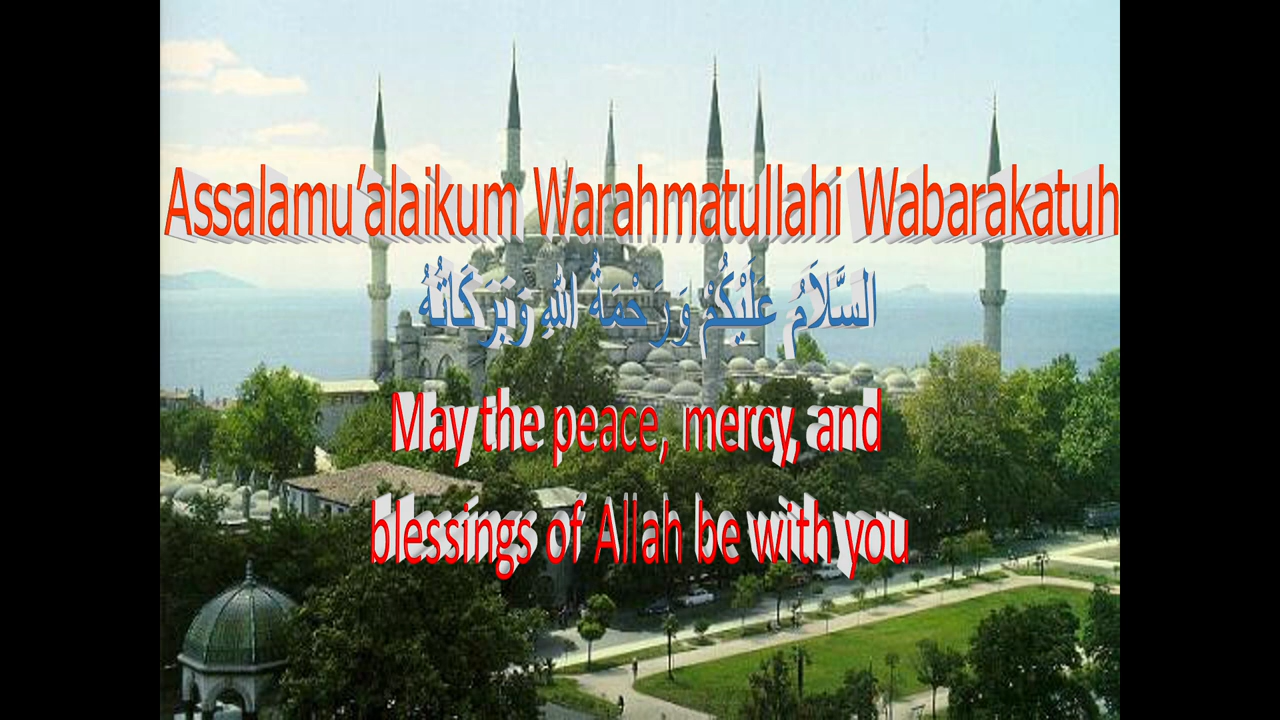 Assalamu’alaikum Warahmatullahi Wabarakatuh
السَّلاَمُ عَلَيْكُمْ وَرَحْمَةُ اللهِ وَبَرَكَاتُهُ
May the peace, mercy, and
blessings of Allah be with you